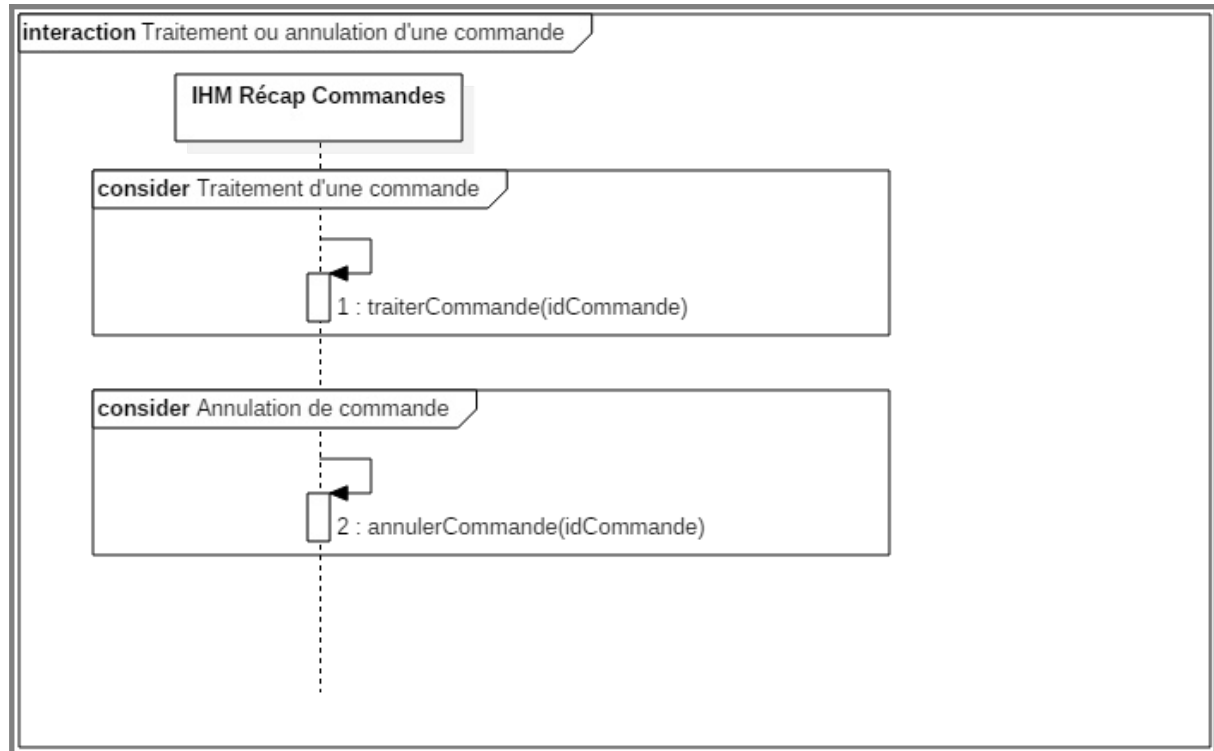 interaction Traitement ou annulation d'une commande
IHM Récap Commandes
consider Traitement d'une commande
1 : traiterCommande(idCommande)
consider Annulation de commande
2 : annulerCommande(idCommande)